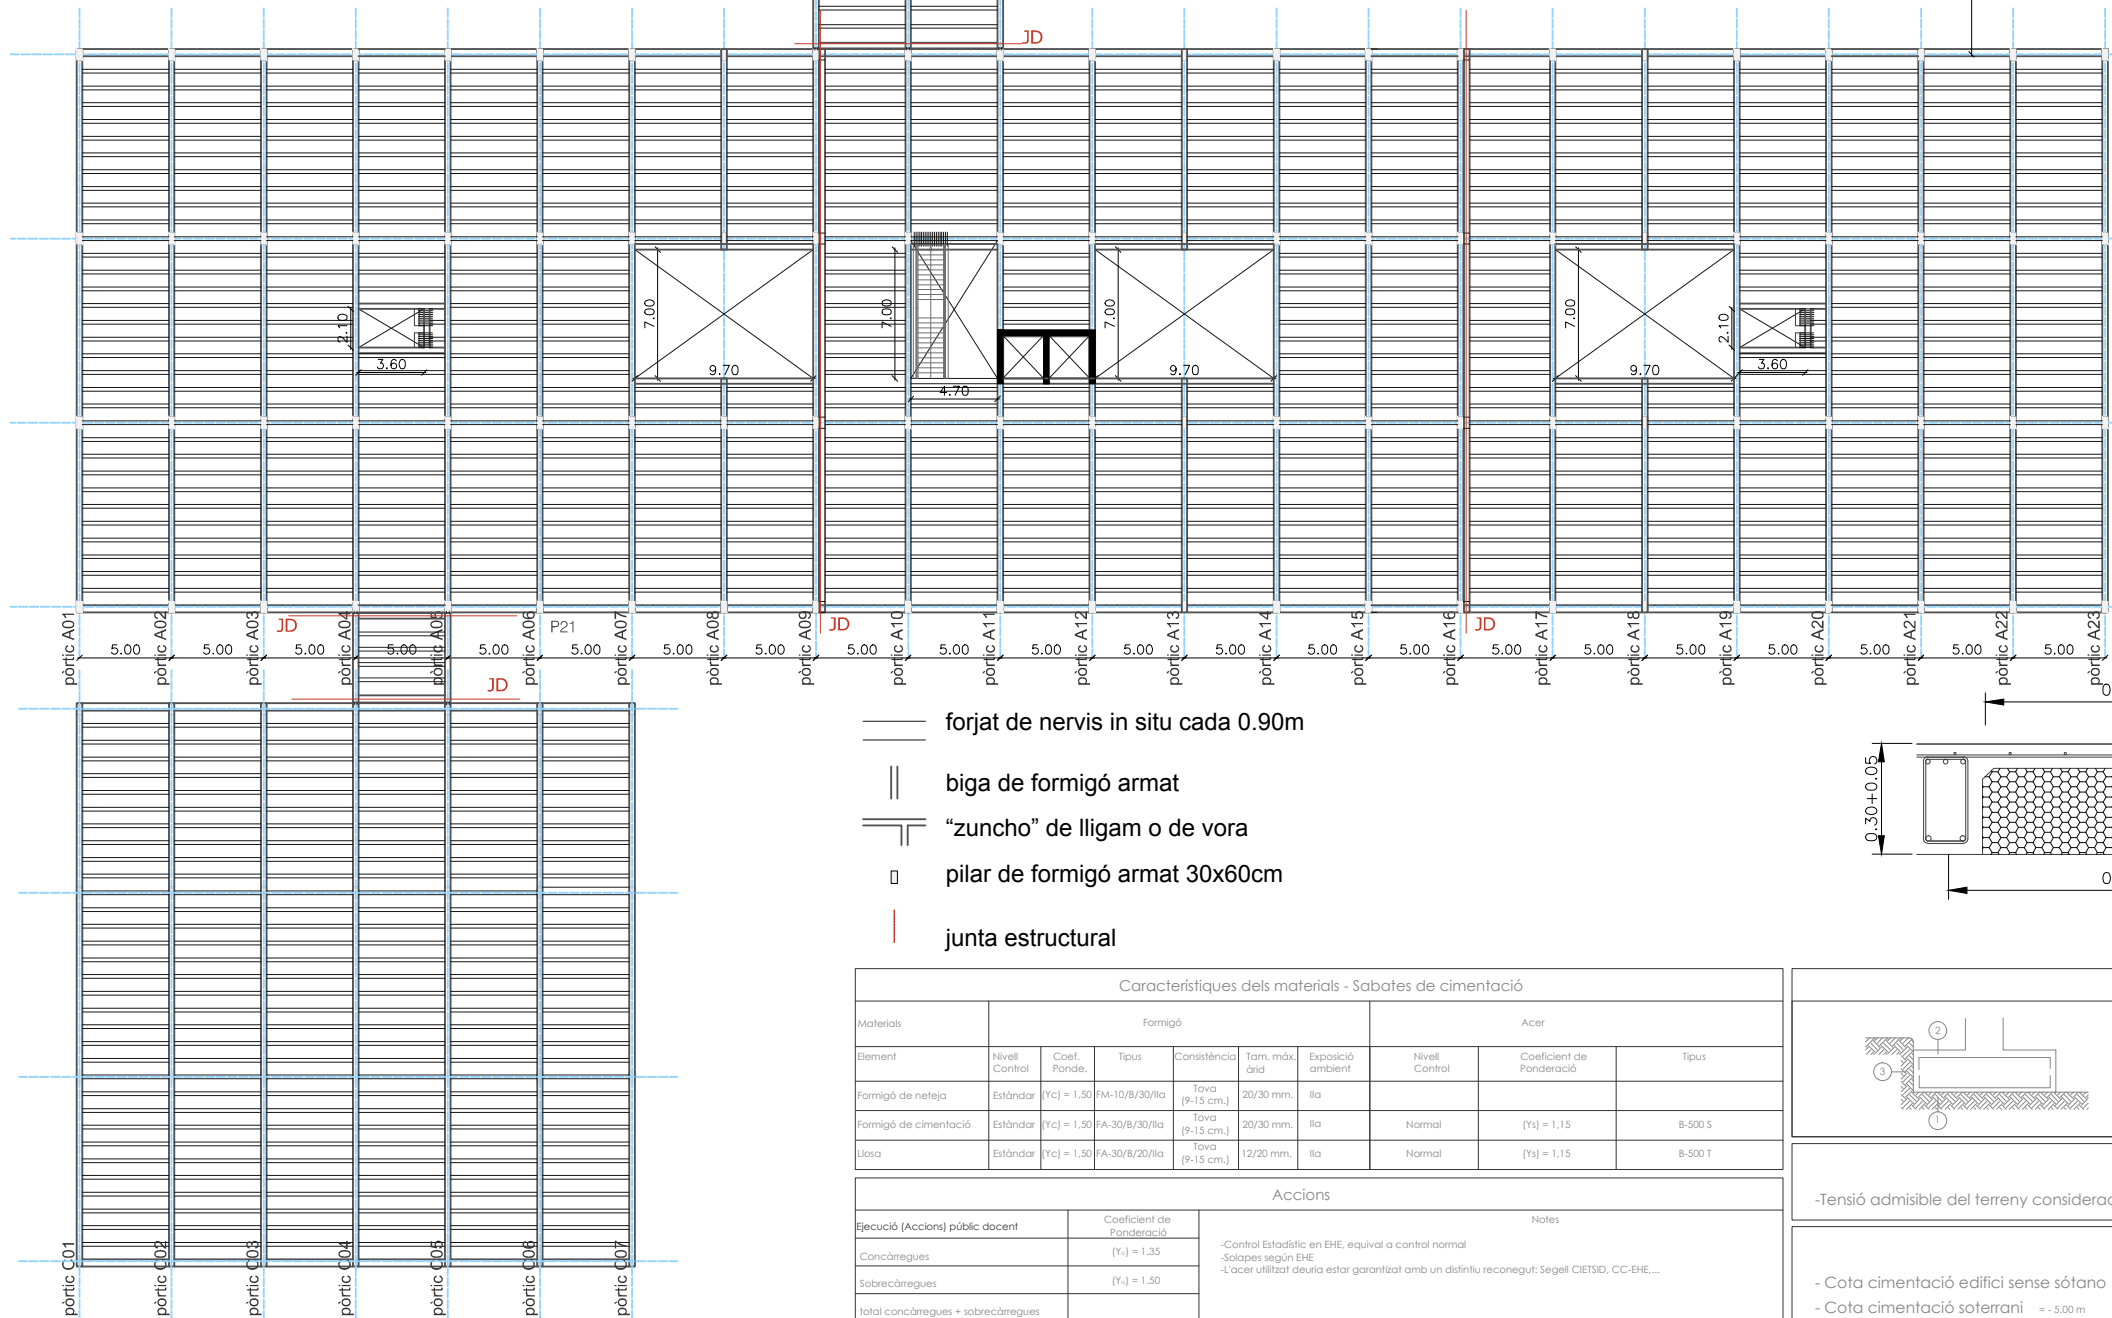 JD
7.00
9.70
2.10
3.60
7.00
4.70
7.00
9.70
7.00
9.70
2.10
3.60
pòrtic A01
pòrtic A02
pòrtic A03
pòrtic A04
pòrtic A05
pòrtic A06
pòrtic A07
pòrtic A08
pòrtic A09
pòrtic A10
pòrtic A11
pòrtic A12
pòrtic A13
pòrtic A14
pòrtic A15
pòrtic A16
pòrtic A17
pòrtic A18
pòrtic A19
pòrtic A20
pòrtic A21
pòrtic A22
pòrtic A23
JD
P21
JD
JD
5.00 5.00 5.00 5.00 5.00 5.00 5.00 5.00 5.00 5.00 5.00 5.00 5.00 5.00 5.00 5.00 5.00 5.00 5.00 5.00 5.00 5.00
JD
forjat de nervis in situ cada 0.90m
biga de formigó armat
“zuncho” de lligam o de vora
pilar de formigó armat 30x60cm
junta estructural
0.30+0.05
0
0
pòrtic C01
pòrtic C02
pòrtic C03
pòrtic C04
pòrtic C05
pòrtic C06
pòrtic C07
Característiques dels materials - Sabates de cimentació
Materials Formigó Acer
Element Nivell Control Coef. Ponde. Tipus Consistència Tam. máx. àrid Exposició ambient Nivell Control Coeficient de Ponderació Tipus
Formigó de neteja Estàndar (Yc) = 1,50 FM-10/B/30/IIa Tova (9-15 cm.) 20/30 mm. IIa
Formigó de cimentació Estàndar (Yc) = 1,50 FA-30/B/30/IIa Tova (9-15 cm.) 20/30 mm. IIa Normal (Ys) = 1,15 B-500 S
Llosa Estàndar (Yc) = 1,50 FA-30/B/20/IIa Tova (9-15 cm.) 12/20 mm. IIa Normal (Ys) = 1,15 B-500 T
Accions
Ejecució (Accions) públic docent Coeficient de Ponderació Notes
Concàrregues = 1.35
Sobrecàrregues = 1.50
total concàrregues + sobrecàrregues
-Control Estadístic en EHE, equival a control normal
-Solapes según EHE
-L'acer utilitzat deuria estar garantizat amb un distintiu reconegut: Segell CIETSID, CC-EHE,...
2
3
1
-Tensió admisible del terreny considerac
- Cota cimentació edifici sense sótano
- Cota cimentació soterrani = - 5.00 m